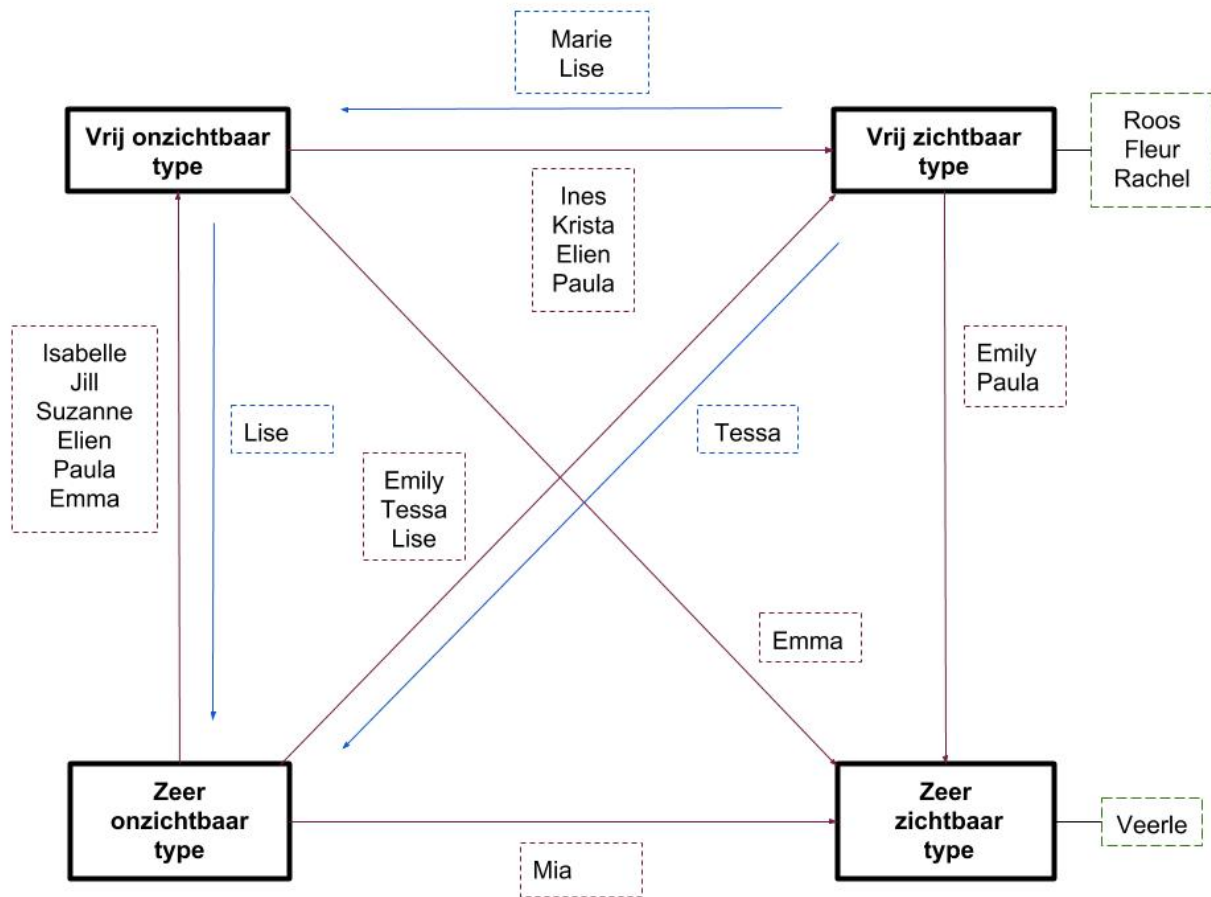 Marie
Lise
Vrij onzichtbaar
type
Vrij zichtbaar
type
Roos
Fleur
Rachel
Ines
Krista
Elien
Paula
Isabelle
Jill
Suzanne
Elien
Paula
Emma
Lise
Emily
Tessa
Lise
Tessa
Emily
Paula
Emma
Zeer
onzichtbaar
type
Zeer
zichtbaar
type
Veerle
Mia